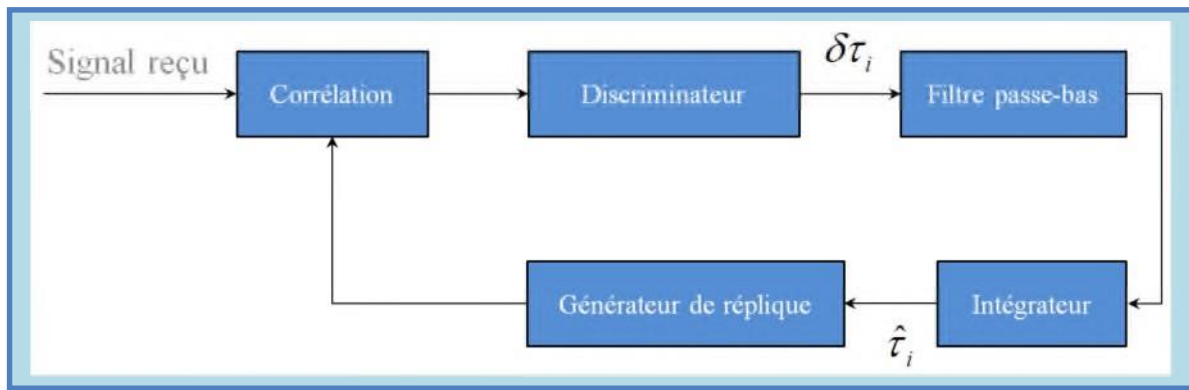 Signal reçu
Corrélation
Discriminateur
δτᵢ
Filtre passe-bas
Générateur de réplique
τ̂ᵢ
Intégrateur